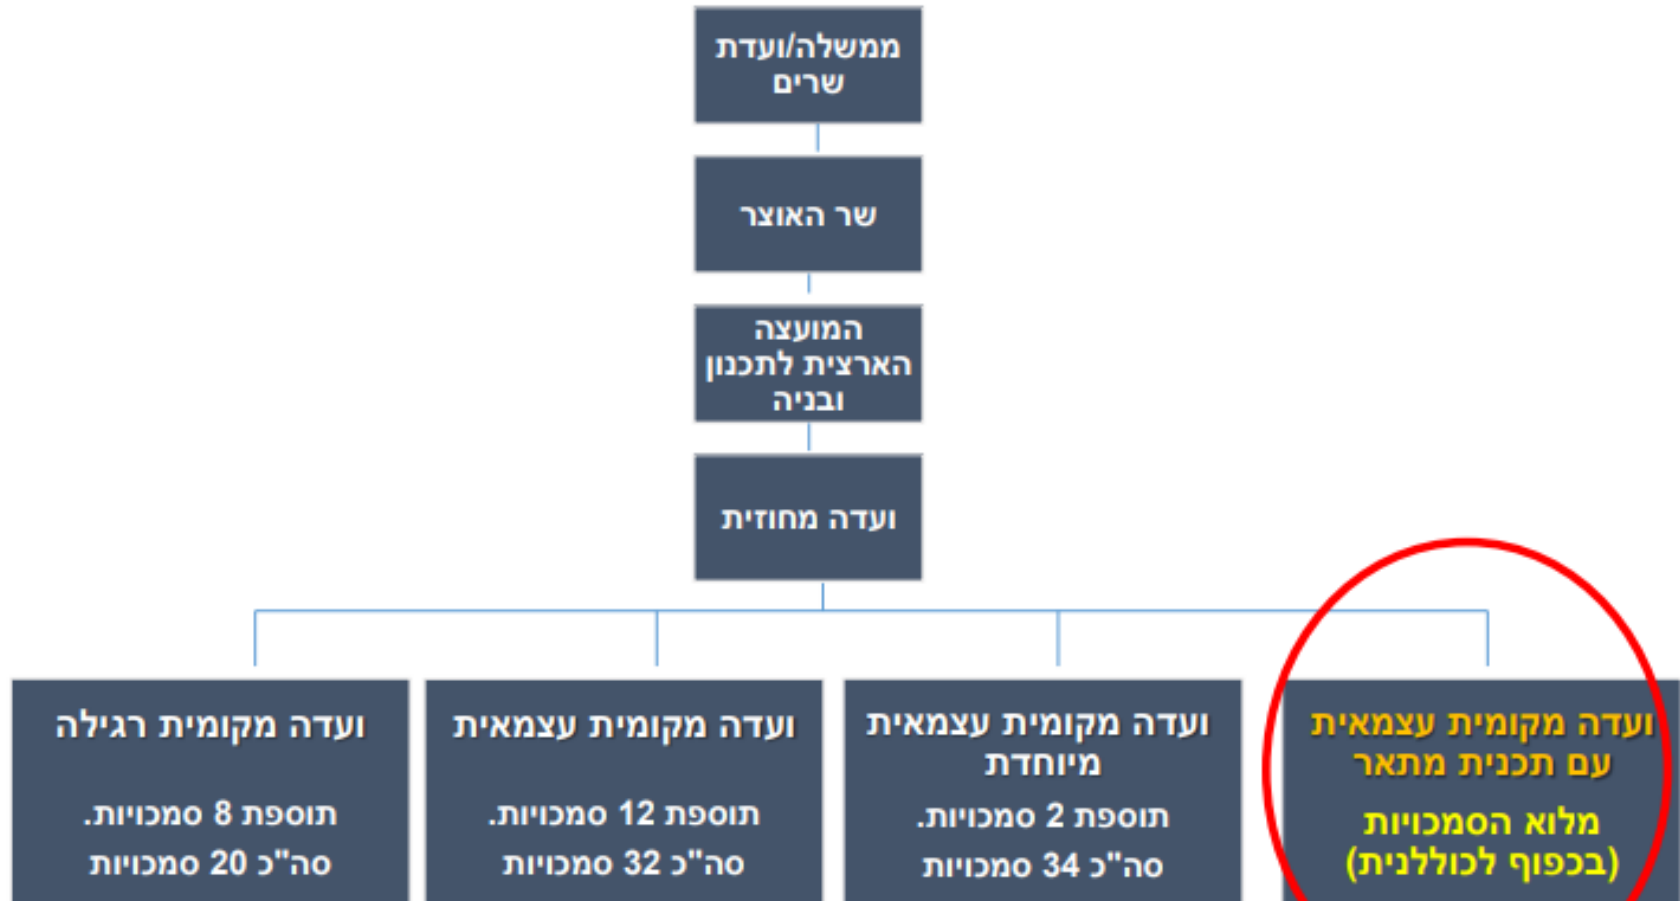 ממשלה/ועדת
שרים
שר האוצר
המועצה
הארצית לתכנון
ובניה
ועדה מחוזית
ועדה מקומית עצמאית
עם תכנית מתאר
מלוא הסמכויות
(בכפוף לכוללנית)
ועדה מקומית עצמאית
מיוחדת
תוספת 2 סמכויות.
סה"כ 34 סמכויות
ועדה מקומית עצמאית
תוספת 12 סמכויות.
סה"כ 32 סמכויות
ועדה מקומית רגילה
תוספת 8 סמכויות.
סה"כ 20 סמכויות